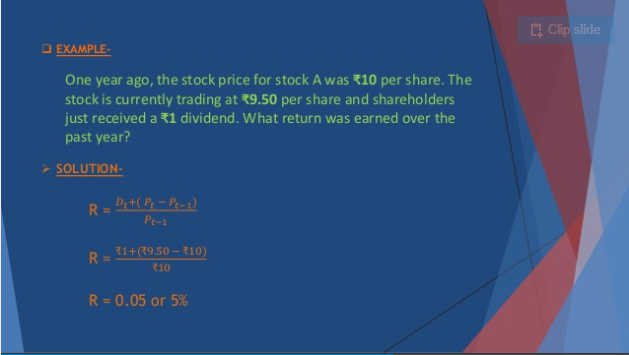 Clip slide
EXAMPLE-
One year ago, the stock price for stock A was ₹10 per share. The
stock is currently trading at ₹9.50 per share and shareholders
just received a ₹1 dividend. What return was earned over the
past year?
SOLUTION-
R = Dₜ+( Pₜ − Pₜ₋₁) / Pₜ₋₁
R = ₹1+(₹9.50 − ₹10) / ₹10
R = 0.05 or 5%